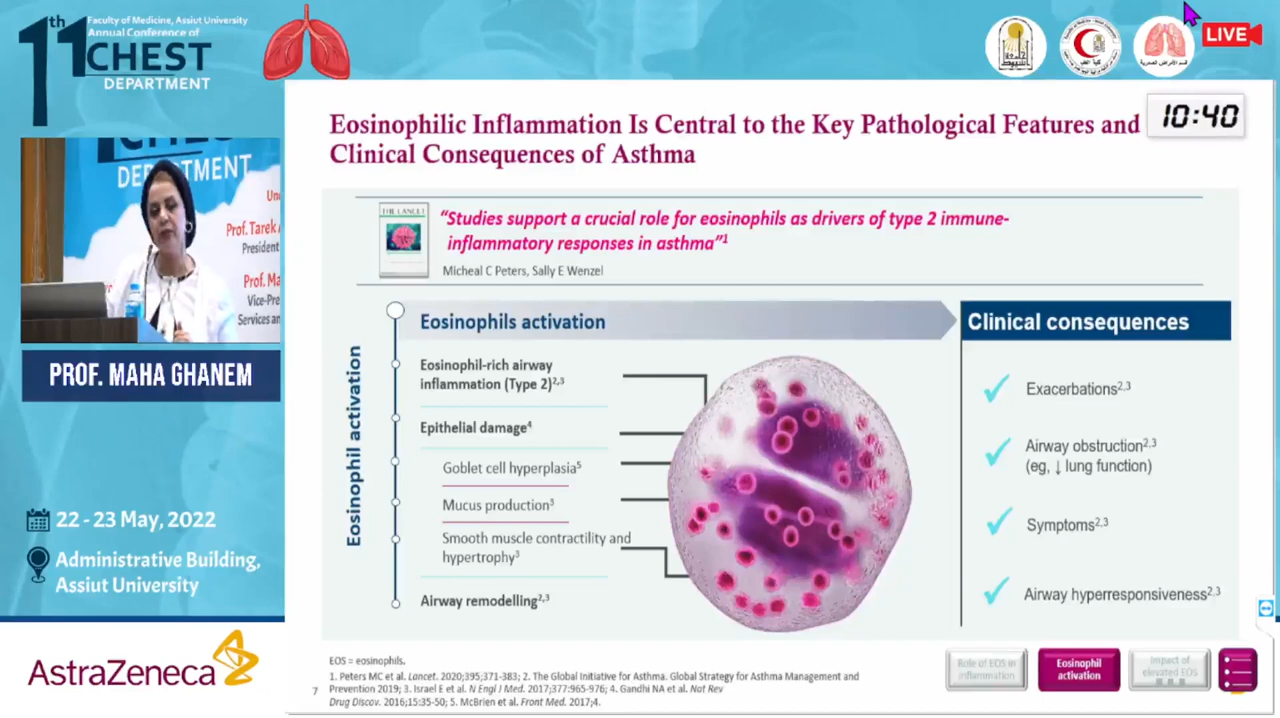 11th
Faculty of Medicine, Assiut University
Annual Conference of
CHEST
DEPARTMENT
LIVE
قسم الأمراض الصدرية
كلية الطب
10:40
DEPARTMENT
Prof. Tarek
President
Prof. Ma
Vice-Pre
Services an
PROF. MAHA GHANEM
22 - 23 May, 2022
Administrative Building,
Assiut University
AstraZeneca
Eosinophilic Inflammation Is Central to the Key Pathological Features and
Clinical Consequences of Asthma
THE LANCET
“Studies support a crucial role for eosinophils as drivers of type 2 immune-
inflammatory responses in asthma”1
Micheal C Peters, Sally E Wenzel
Eosinophil activation
Eosinophils activation
Eosinophil-rich airway
inflammation (Type 2)2,3
Epithelial damage4
Goblet cell hyperplasia5
Mucus production3
Smooth muscle contractility and
hypertrophy3
Airway remodelling2,3
Clinical consequences
Exacerbations2,3
Airway obstruction2,3
(eg, ↓ lung function)
Symptoms2,3
Airway hyperresponsiveness2,3
EOS = eosinophils.
1. Peters MC et al. Lancet. 2020;395;371-383; 2. The Global Initiative for Asthma. Global Strategy for Asthma Management and
Prevention 2019; 3. Israel E et al. N Engl J Med. 2017;377:965-976; 4. Gandhi NA et al. Nat Rev
Drug Discov. 2016;15:35-50; 5. McBrien et al. Front Med. 2017;4.
7
Role of EOS in
inflammation
Eosinophil
activation
Impact of
elevated EOS